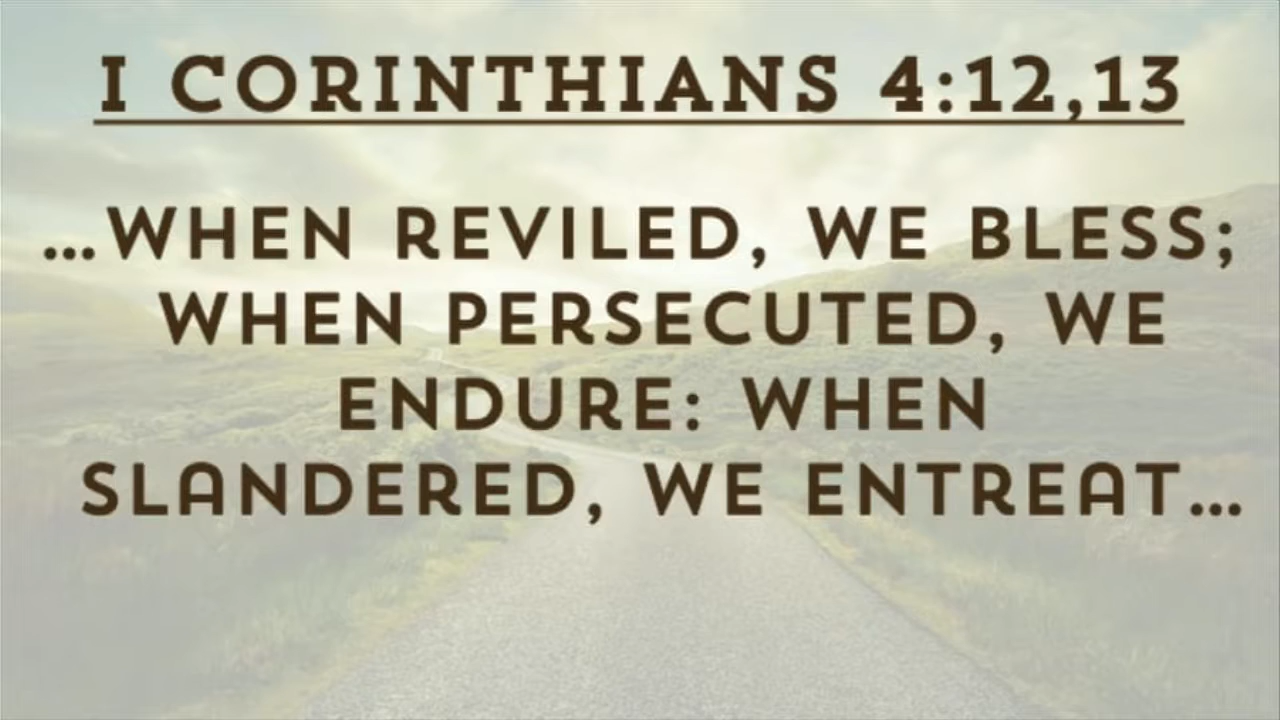 I CORINTHIANS 4:12,13
...WHEN REVILED, WE BLESS;
WHEN PERSECUTED, WE
ENDURE: WHEN
SLANDERED, WE ENTREAT...